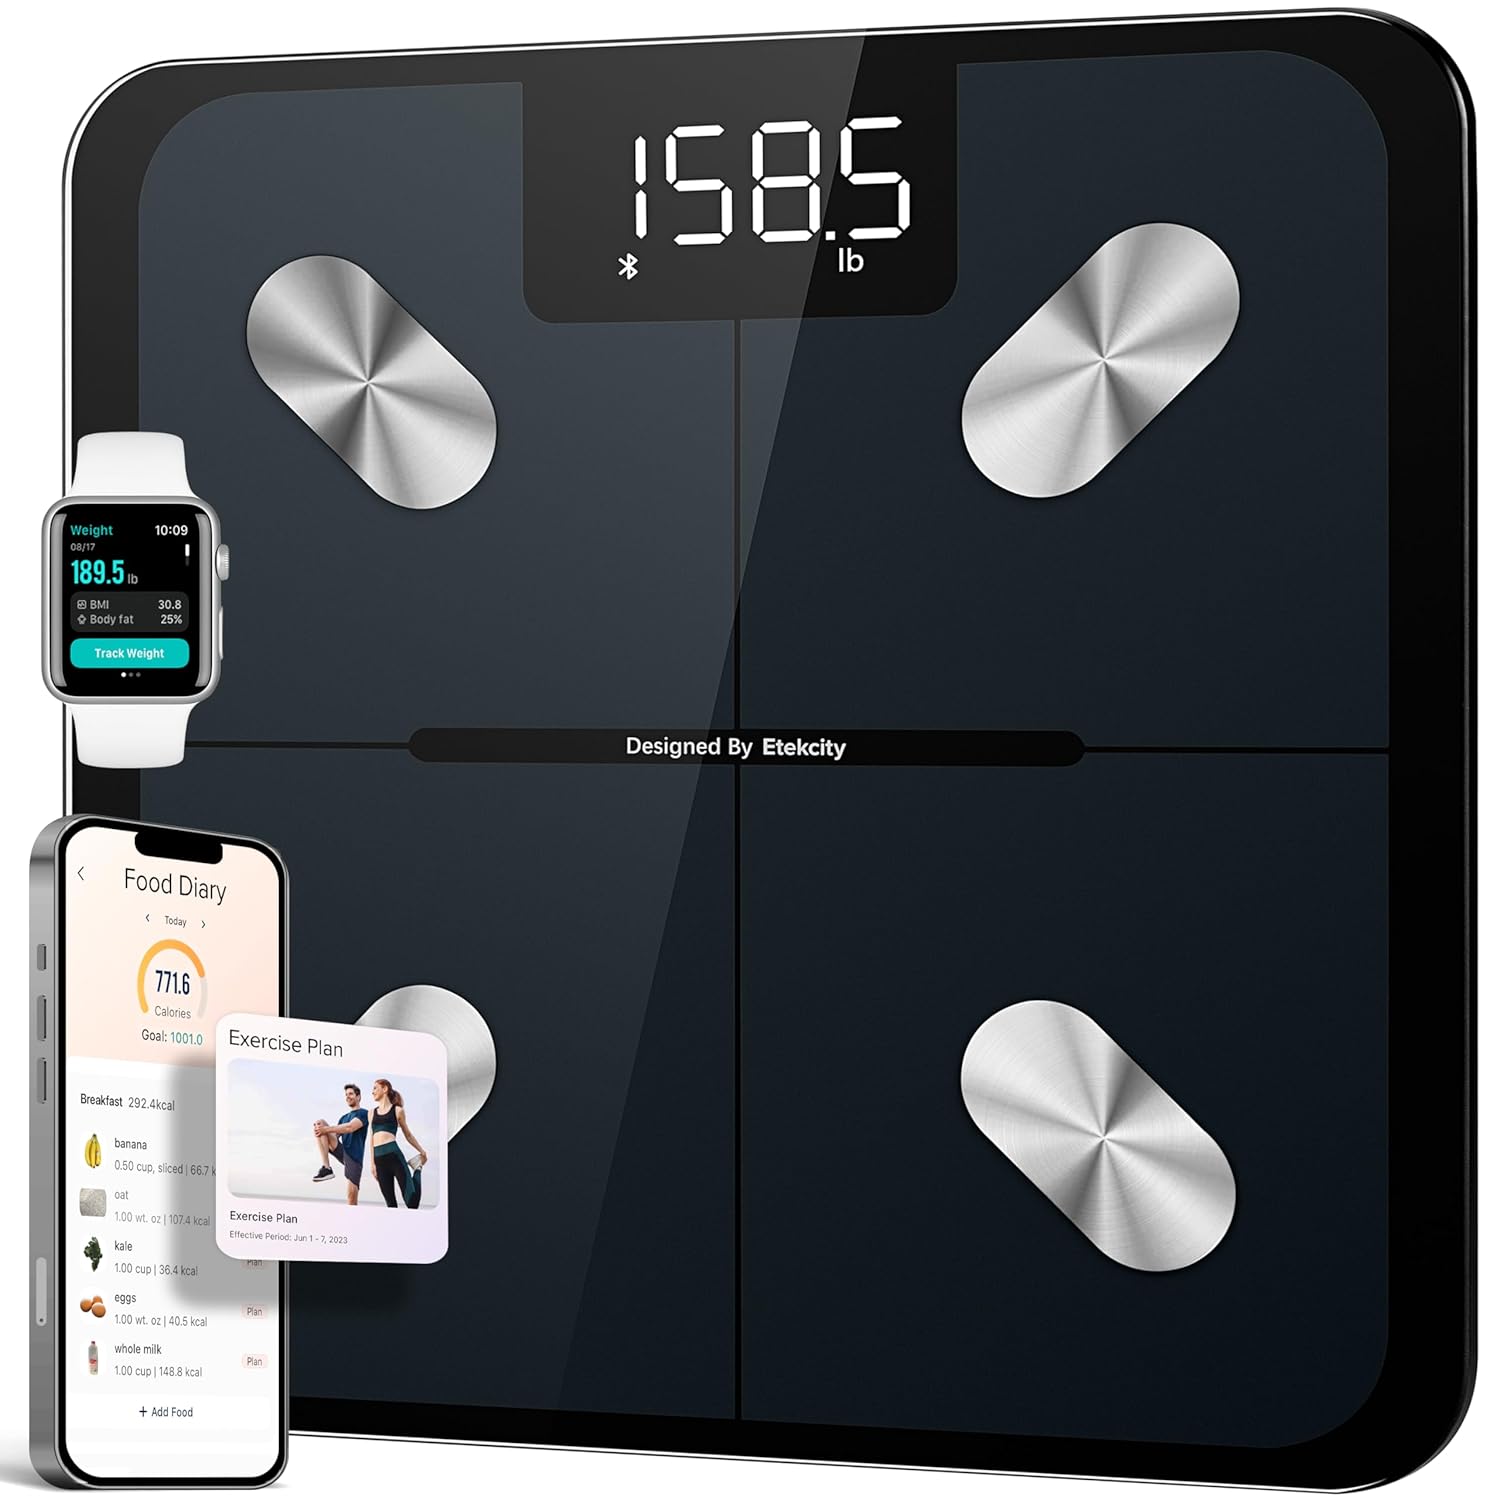 158.5
lb
Weight 10:09
08/17
189.5 lb
BMI 30.8
Body fat 25%
Track Weight
Designed By Etekcity
Food Diary
Today
771.6
Calories
Goal: 1001.0
Breakfast 292.4kcal
banana
0.50 cup, sliced | 66.7 k
oat
1.00 wt. oz | 107.4 kcal
kale
1.00 cup | 36.4 kcal
Plan
eggs
1.00 wt. oz | 40.5 kcal
Plan
whole milk
1.00 cup | 148.8 kcal
Plan
+ Add Food
Exercise Plan
Exercise Plan
Effective Period: Jun 1 - 7, 2023